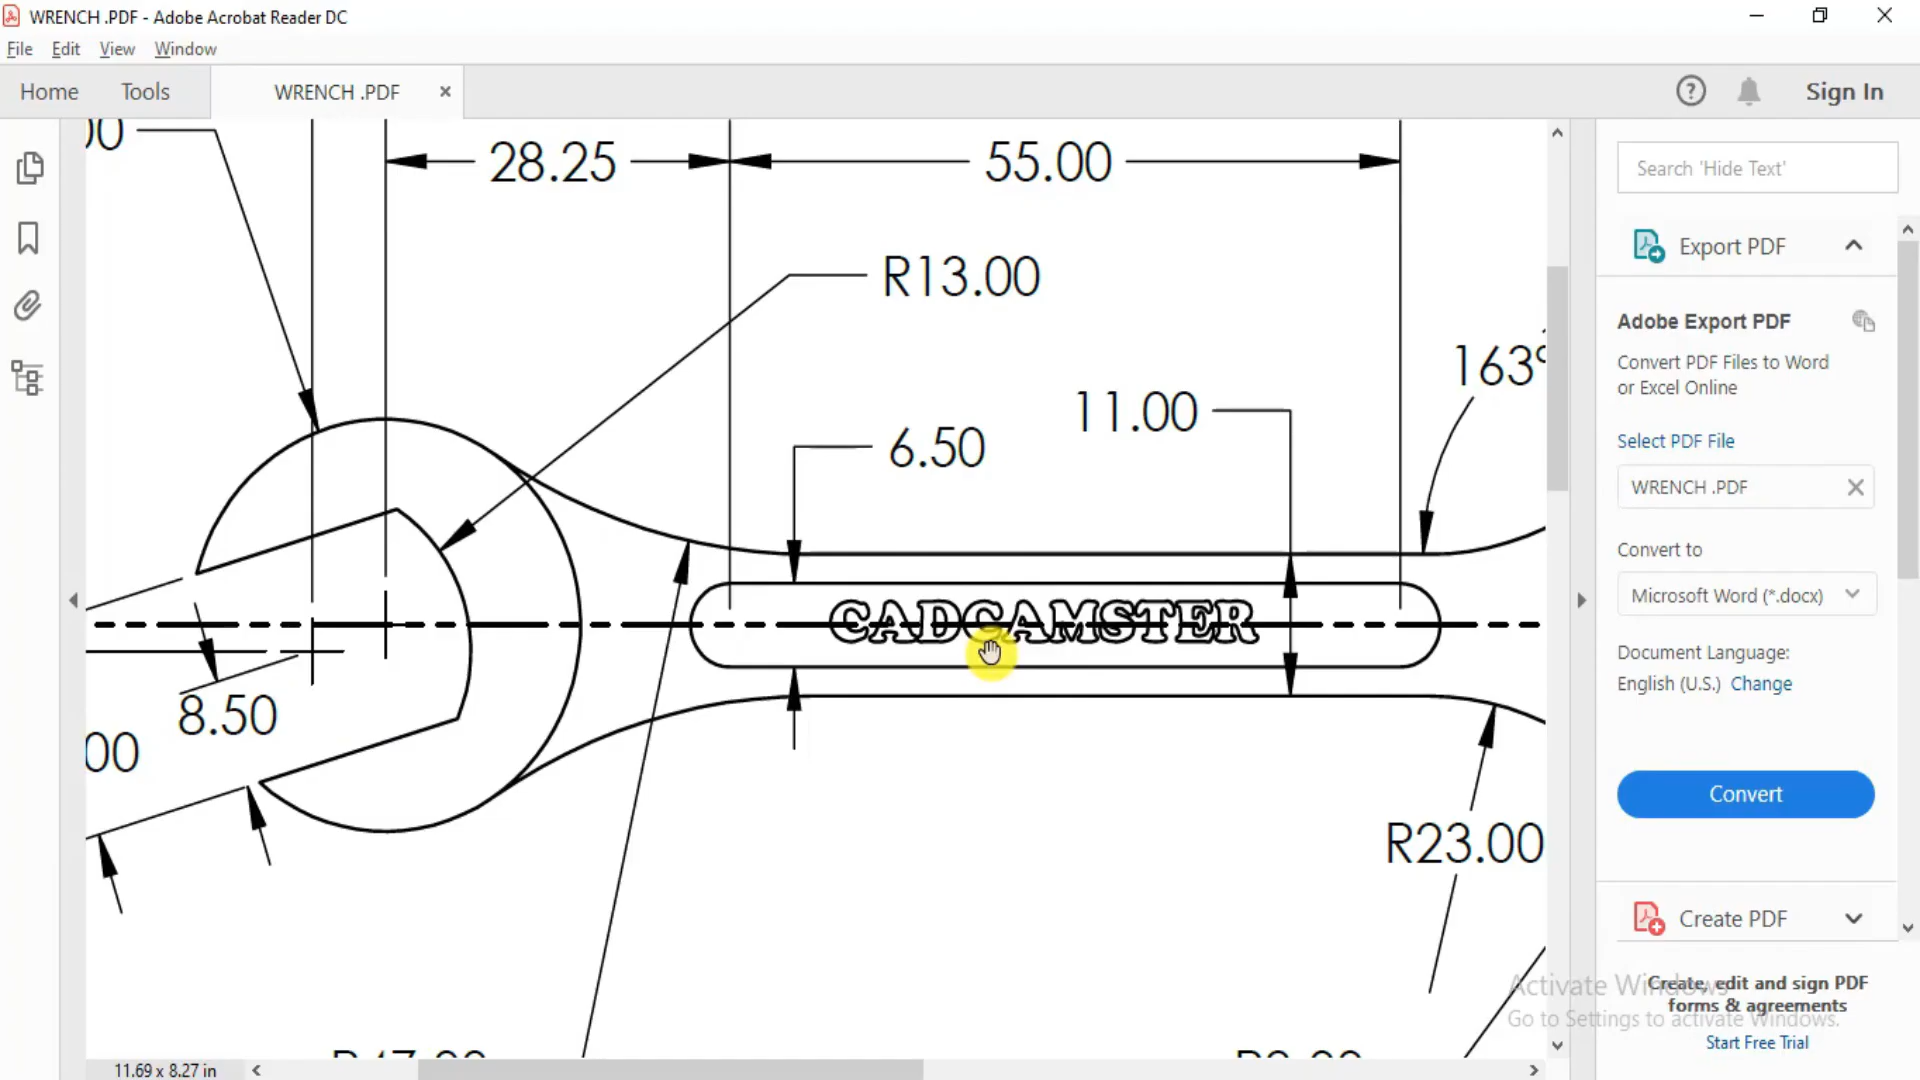 WRENCH .PDF - Adobe Acrobat Reader DC
File Edit View Window
Home Tools WRENCH .PDF × Sign In
00
28.25
55.00
R13.00
163°
11.00
6.50
CADCAMSTER
8.50
00
R23.00
11.69 x 8.27 in
Search 'Hide Text'
Export PDF
Adobe Export PDF
Convert PDF Files to Word
or Excel Online
Select PDF File
WRENCH .PDF
Convert to
Microsoft Word (*.docx)
Document Language:
English (U.S.) Change
Convert
Create PDF
Create, edit and sign PDF
forms & agreements
Start Free Trial
Activate Windows
Go to Settings to activate Windows.